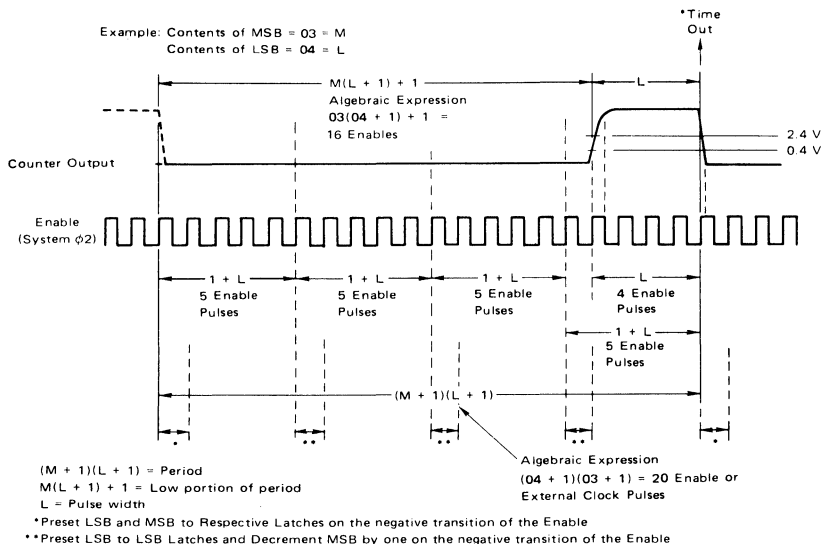 *Time
Out
Example: Contents of MSB = 03 = M
Contents of LSB = 04 = L
M(L + 1) + 1
L
Algebraic Expression
03(04 + 1) + 1 =
16 Enables
2.4 V
0.4 V
Counter Output
Enable
(System φ2)
1 + L
5 Enable
Pulses
1 + L
5 Enable
Pulses
1 + L
5 Enable
Pulses
L
4 Enable
Pulses
1 + L
5 Enable
Pulses
(M + 1)(L + 1)
*
**
**
**
*
Algebraic Expression
(04 + 1)(03 + 1) = 20 Enable or
External Clock Pulses
(M + 1)(L + 1) = Period
M(L + 1) + 1 = Low portion of period
L = Pulse width
*Preset LSB and MSB to Respective Latches on the negative transition of the Enable
**Preset LSB to LSB Latches and Decrement MSB by one on the negative transition of the Enable